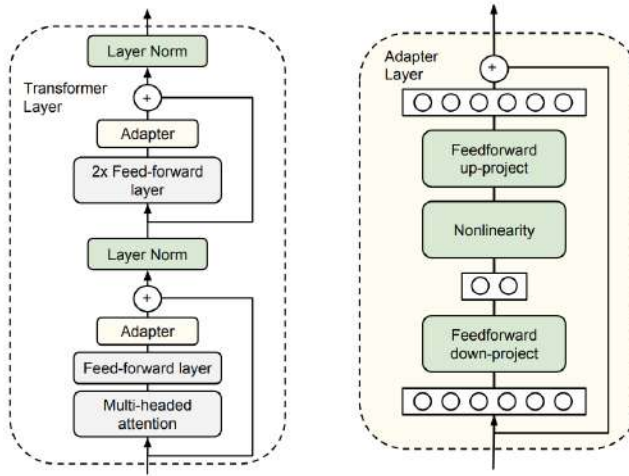 Layer Norm
Transformer
Layer
+
Adapter
2x Feed-forward
layer
Layer Norm
+
Adapter
Feed-forward layer
Multi-headed
attention
Adapter
Layer
+
Feedforward
up-project
Nonlinearity
Feedforward
down-project